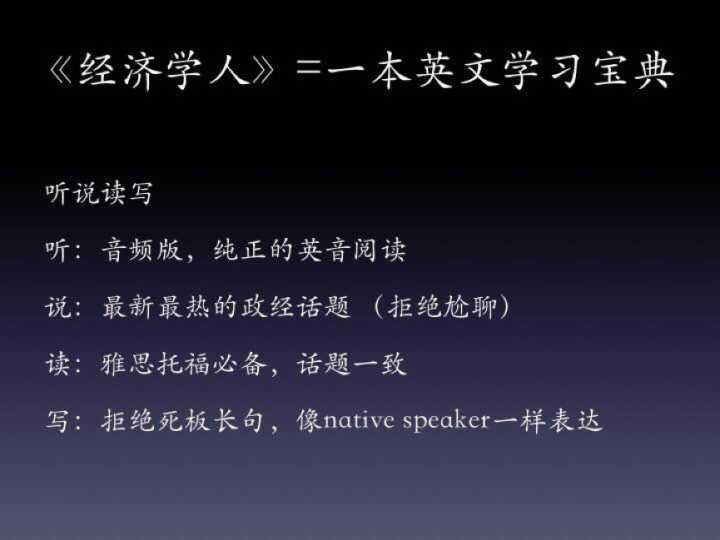 《经济学人》=一本英文学习宝典
听说读写
听：音频版，纯正的英音阅读
说：最新最热的政经话题 （拒绝尬聊）
读：雅思托福必备，话题一致
写：拒绝死板长句，像native speaker一样表达